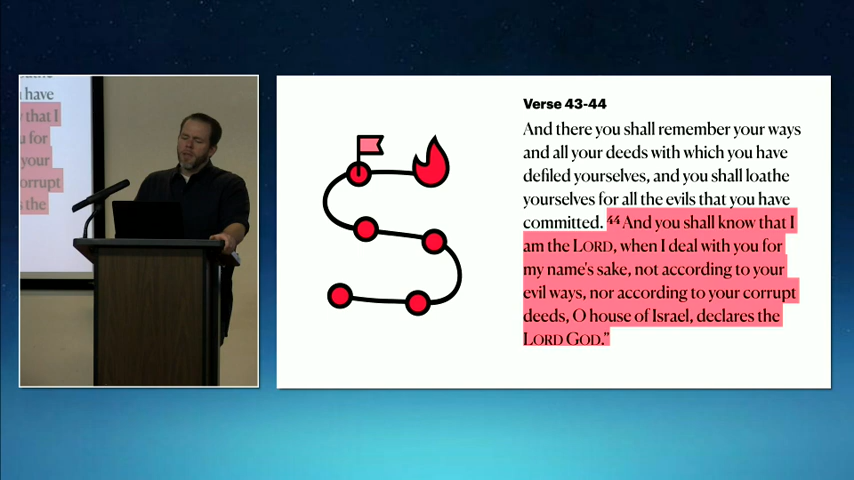 have
that I
for
your
corrupt
the
Verse 43-44
And there you shall remember your ways
and all your deeds with which you have
defiled yourselves, and you shall loathe
yourselves for all the evils that you have
committed. ⁴⁴ And you shall know that I
am the LORD, when I deal with you for
my name's sake, not according to your
evil ways, nor according to your corrupt
deeds, O house of Israel, declares the
LORD GOD.”